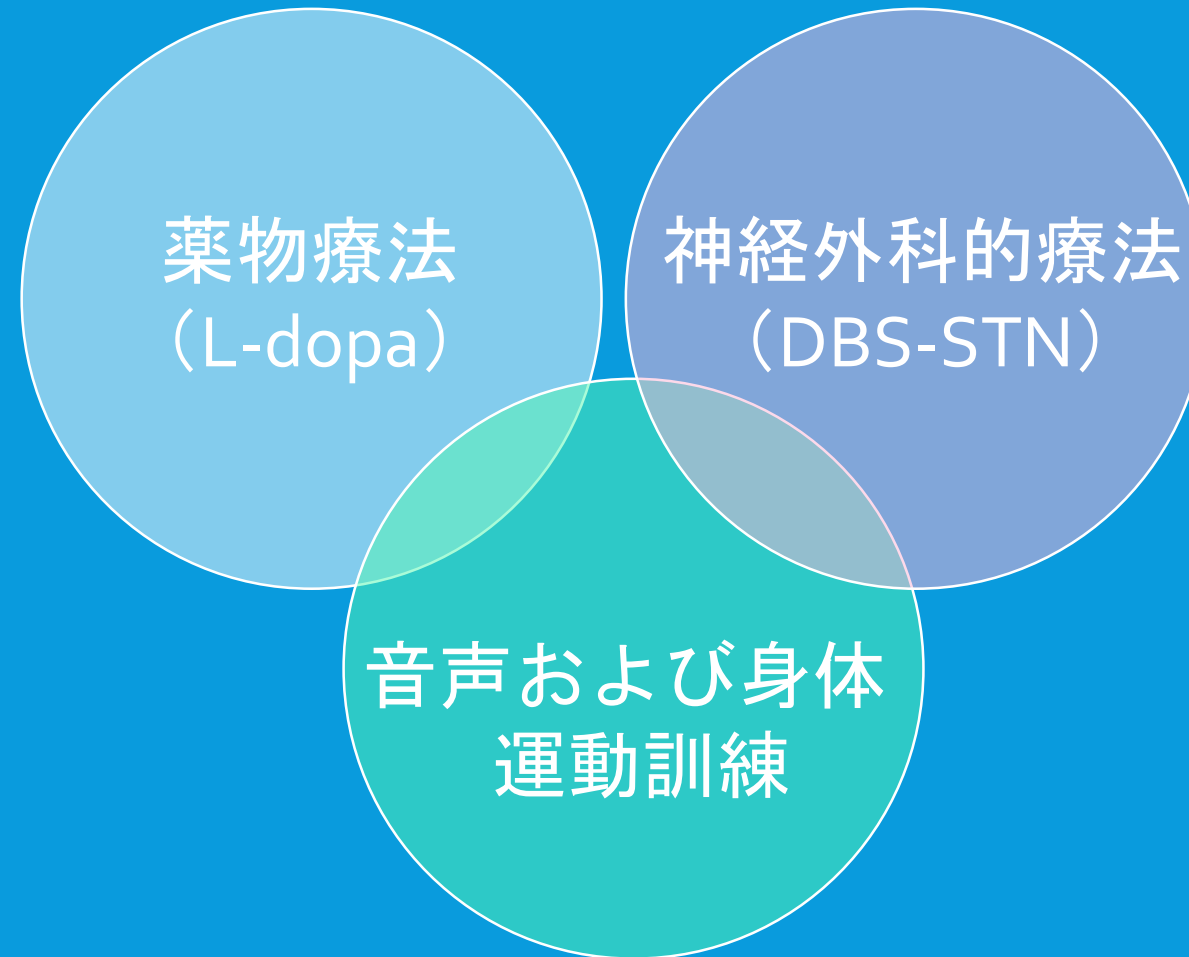 薬物療法
（L-dopa）
神経外科的療法
（DBS-STN）
音声および身体
運動訓練